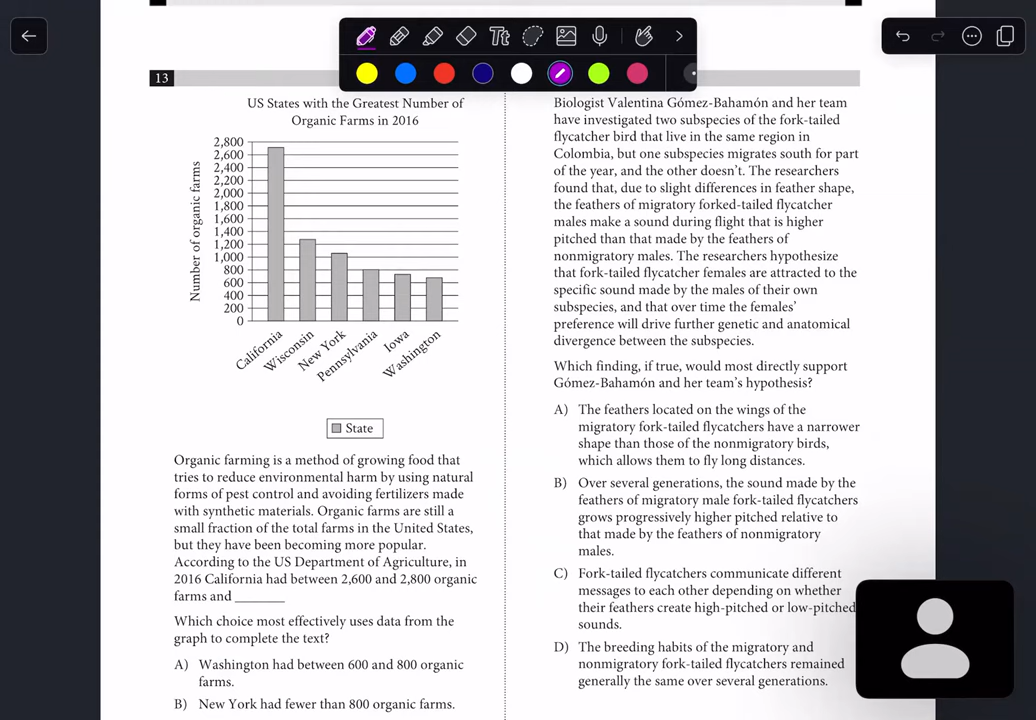 Tt
13
US States with the Greatest Number of
Organic Farms in 2016
Number of organic farms
2,800
2,600
2,400
2,200
2,000
1,800
1,600
1,400
1,200
1,000
800
600
400
200
0
California
Wisconsin
New York
Pennsylvania
Iowa
Washington
State
Organic farming is a method of growing food that
tries to reduce environmental harm by using natural
forms of pest control and avoiding fertilizers made
with synthetic materials. Organic farms are still a
small fraction of the total farms in the United States,
but they have been becoming more popular.
According to the US Department of Agriculture, in
2016 California had between 2,600 and 2,800 organic
farms and _______
Which choice most effectively uses data from the
graph to complete the text?
A) Washington had between 600 and 800 organic
farms.
B) New York had fewer than 800 organic farms.
Biologist Valentina Gómez-Bahamón and her team
have investigated two subspecies of the fork-tailed
flycatcher bird that live in the same region in
Colombia, but one subspecies migrates south for part
of the year, and the other doesn't. The researchers
found that, due to slight differences in feather shape,
the feathers of migratory forked-tailed flycatcher
males make a sound during flight that is higher
pitched than that made by the feathers of
nonmigratory males. The researchers hypothesize
that fork-tailed flycatcher females are attracted to the
specific sound made by the males of their own
subspecies, and that over time the females'
preference will drive further genetic and anatomical
divergence between the subspecies.
Which finding, if true, would most directly support
Gómez-Bahamón and her team's hypothesis?
A) The feathers located on the wings of the
migratory fork-tailed flycatchers have a narrower
shape than those of the nonmigratory birds,
which allows them to fly long distances.
B) Over several generations, the sound made by the
feathers of migratory male fork-tailed flycatchers
grows progressively higher pitched relative to
that made by the feathers of nonmigratory
males.
C) Fork-tailed flycatchers communicate different
messages to each other depending on whether
their feathers create high-pitched or low-pitched
sounds.
D) The breeding habits of the migratory and
nonmigratory fork-tailed flycatchers remained
generally the same over several generations.